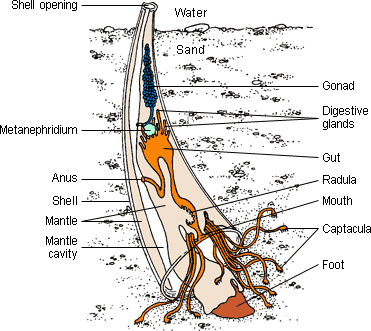 Shell opening
Water
Sand
Gonad
Digestive
glands
Metanephridium
Gut
Anus
Radula
Shell
Mouth
Mantle
Captacula
Mantle
cavity
Foot